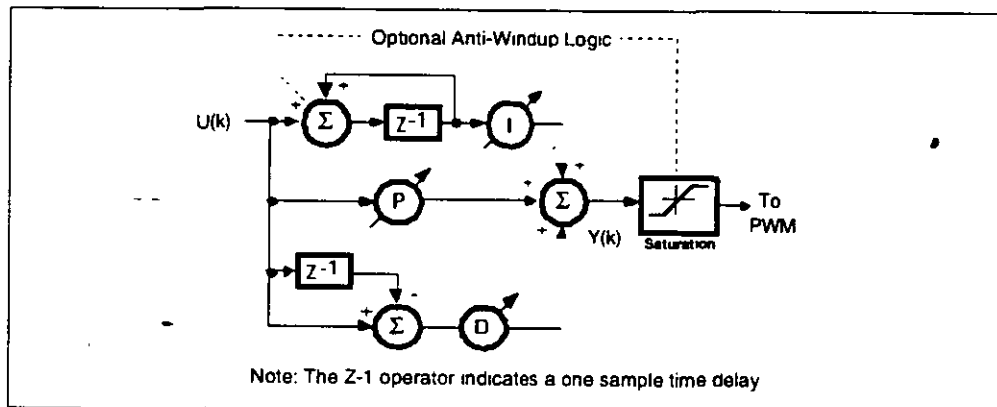 Optional Anti-Windup Logic
+
+ Σ Z-1 I
U(k)
+
P + Σ
+ Y(k) Saturation
To
PWM
Z-1
-
+ Σ D
Note: The Z-1 operator indicates a one sample time delay